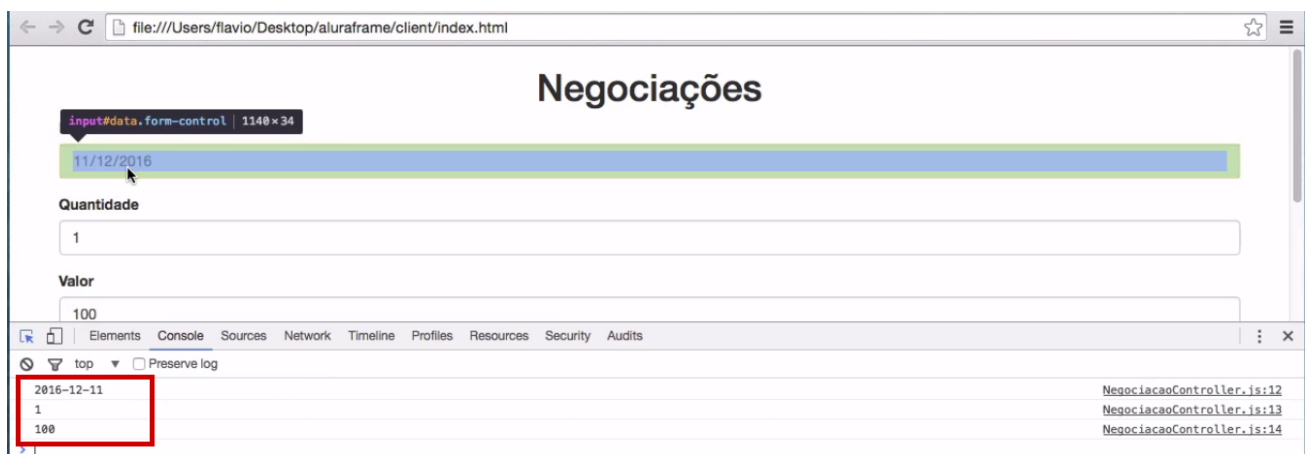 file:///Users/flavio/Desktop/aluraframe/client/index.html
Negociações
input#data.form-control | 1140×34
11/12/2016
Quantidade
1
Valor
100
Elements Console Sources Network Timeline Profiles Resources Security Audits
top Preserve log
2016-12-11 NegociacaoController.js:12
1 NegociacaoController.js:13
100 NegociacaoController.js:14